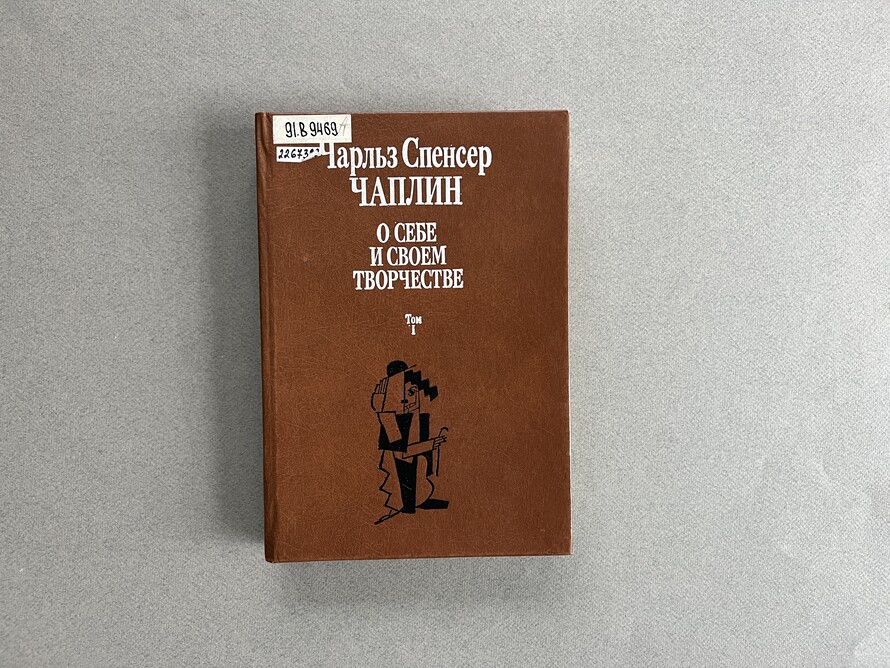 91.В 9469
Чарльз Спенсер
ЧАПЛИН
О СЕБЕ
И СВОЕМ
ТВОРЧЕСТВЕ
Том
I